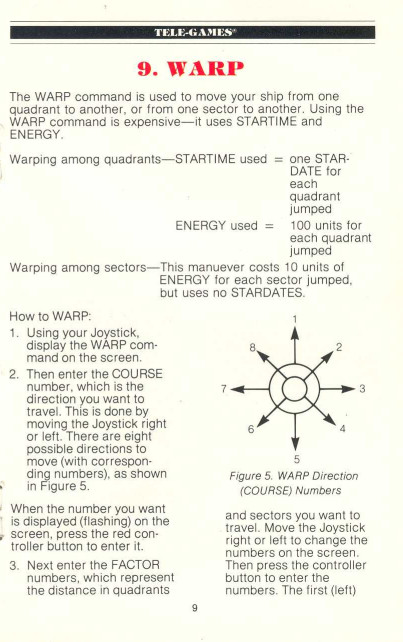 TELE-GAMES®
9. WARP
The WARP command is used to move your ship from one
quadrant to another, or from one sector to another. Using the
WARP command is expensive—it uses STARTIME and
ENERGY.
Warping among quadrants—STARTIME used = one STAR-
DATE for
each
quadrant
jumped
ENERGY used = 100 units for
each quadrant
jumped
Warping among sectors—This manuever costs 10 units of
ENERGY for each sector jumped,
but uses no STARDATES.
How to WARP:
1. Using your Joystick,
display the WARP com-
mand on the screen.
2. Then enter the COURSE
number, which is the
direction you want to
travel. This is done by
moving the Joystick right
or left. There are eight
possible directions to
move (with correspon-
ding numbers), as shown
in Figure 5.
When the number you want
is displayed (flashing) on the
screen, press the red con-
troller button to enter it.
3. Next enter the FACTOR
numbers, which represent
the distance in quadrants
1
8 2
7 3
6 4
5
Figure 5. WARP Direction
(COURSE) Numbers
and sectors you want to
travel. Move the Joystick
right or left to change the
numbers on the screen.
Then press the controller
button to enter the
numbers. The first (left)
9